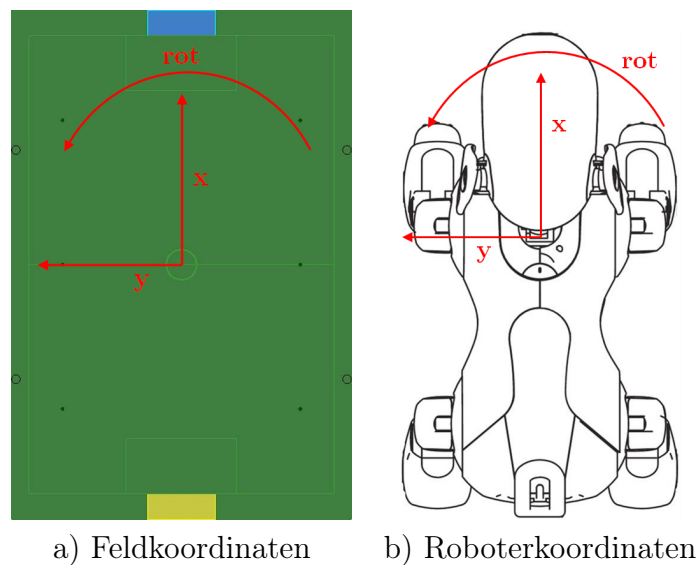 rot
x
y
rot
x
y
a) Feldkoordinaten
b) Roboterkoordinaten